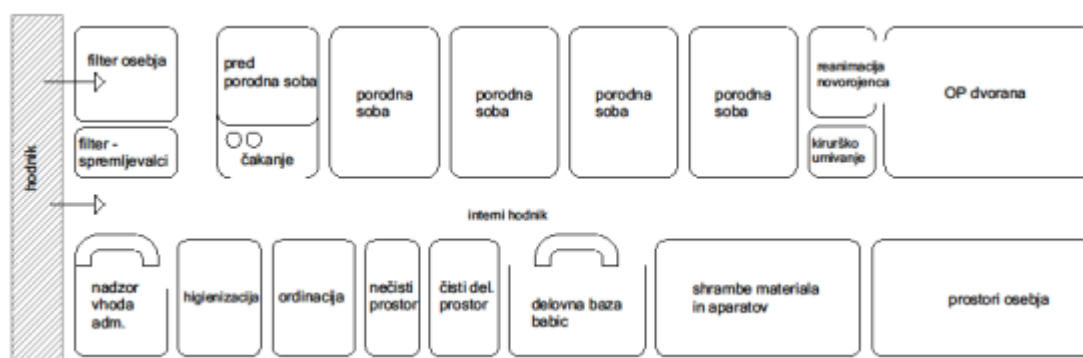 hodnik
filter osebja
filter -
spremljevalci
pred
porodna soba
čakanje
porodna
soba
porodna
soba
porodna
soba
porodna
soba
reanimacija
novorojenca
kirurško
umivanje
OP dvorana
interni hodnik
nadzor
vhoda
adm.
higienizacija
ordinacija
nečisti
prostor
čisti del.
prostor
delovna baza
babic
shrambe materiala
in aparatov
prostori osebja